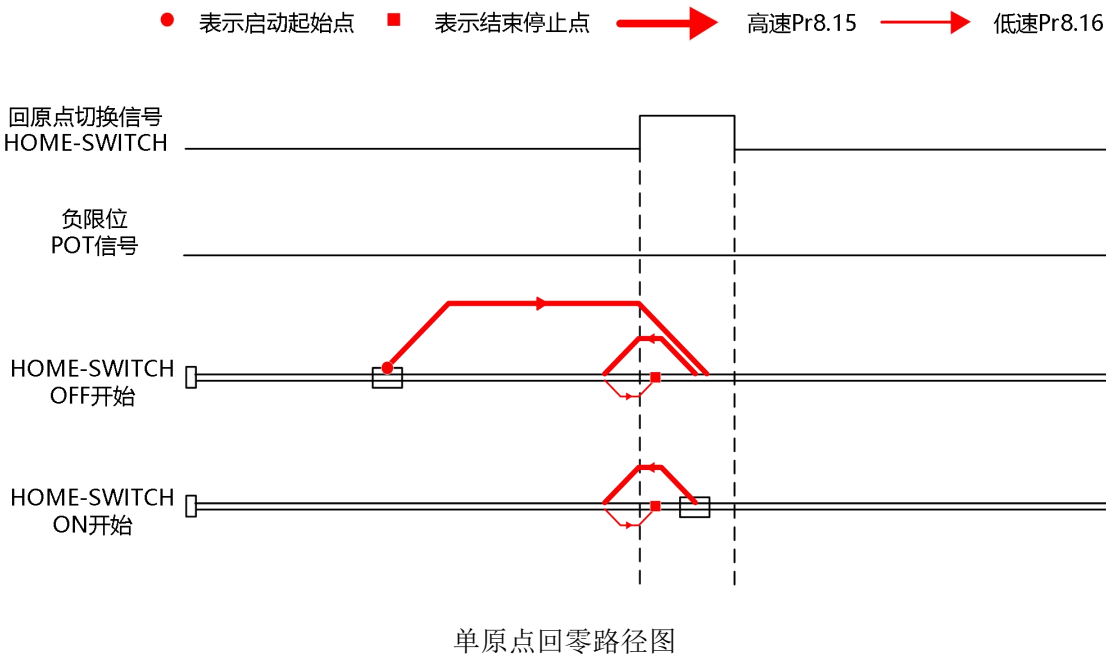 表示启动起始点 表示结束停止点 高速Pr8.15 低速Pr8.16
回原点切换信号
HOME-SWITCH
负限位
POT信号
HOME-SWITCH
OFF开始
HOME-SWITCH
ON开始
单原点回零路径图